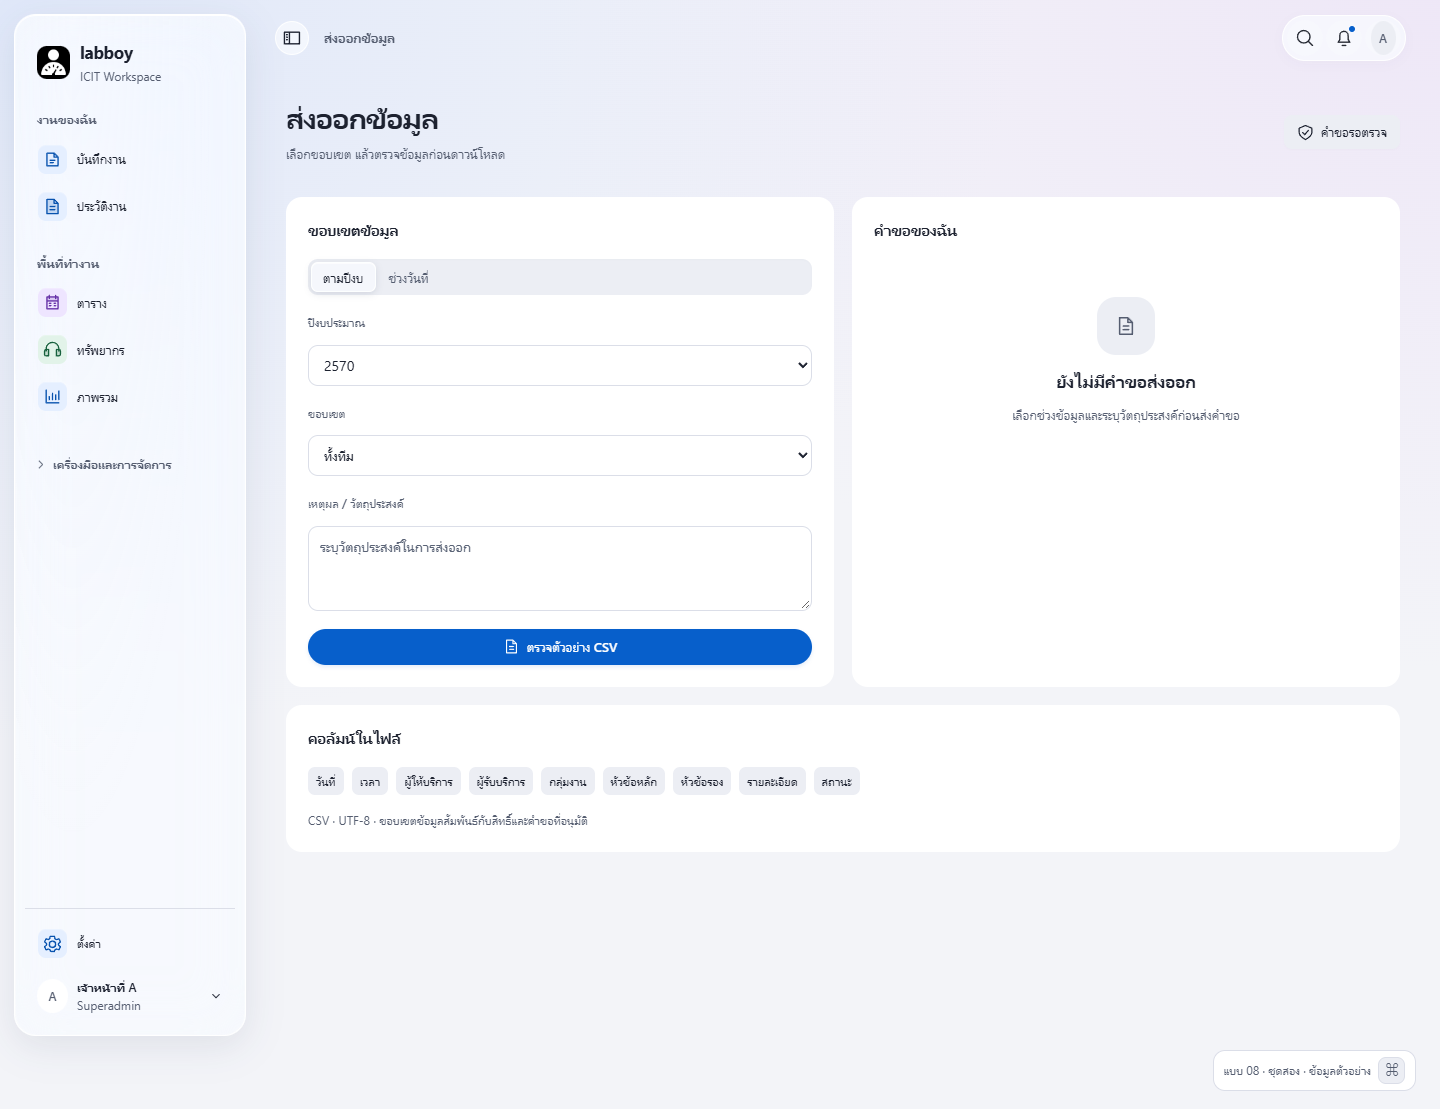 labboy
ICIT Workspace
งานของฉัน
บันทึกงาน
ประวัติงาน
พื้นที่ทำงาน
ตาราง
ทรัพยากร
ภาพรวม
เครื่องมือและการจัดการ
ตั้งค่า
A
เจ้าหน้าที่ A
Superadmin
ส่งออกข้อมูล
A
ส่งออกข้อมูล
เลือกขอบเขต แล้วตรวจข้อมูลก่อนดาวน์โหลด
คำขอรอตรวจ
ขอบเขตข้อมูล
ตามปีงบ
ช่วงวันที่
ปีงบประมาณ
2570
ขอบเขต
ทั้งทีม
เหตุผล / วัตถุประสงค์
ระบุวัตถุประสงค์ในการส่งออก
ตรวจตัวอย่าง CSV
คำขอของฉัน
ยังไม่มีคำขอส่งออก
เลือกช่วงข้อมูลและระบุวัตถุประสงค์ก่อนส่งคำขอ
คอลัมน์ในไฟล์
วันที่ เวลา ผู้ให้บริการ ผู้รับบริการ กลุ่มงาน หัวข้อหลัก หัวข้อรอง รายละเอียด สถานะ
CSV · UTF-8 · ขอบเขตข้อมูลสัมพันธ์กับสิทธิ์และคำขอที่อนุมัติ
แบบ 08 · ชุดสอง · ข้อมูลตัวอย่าง ⌘